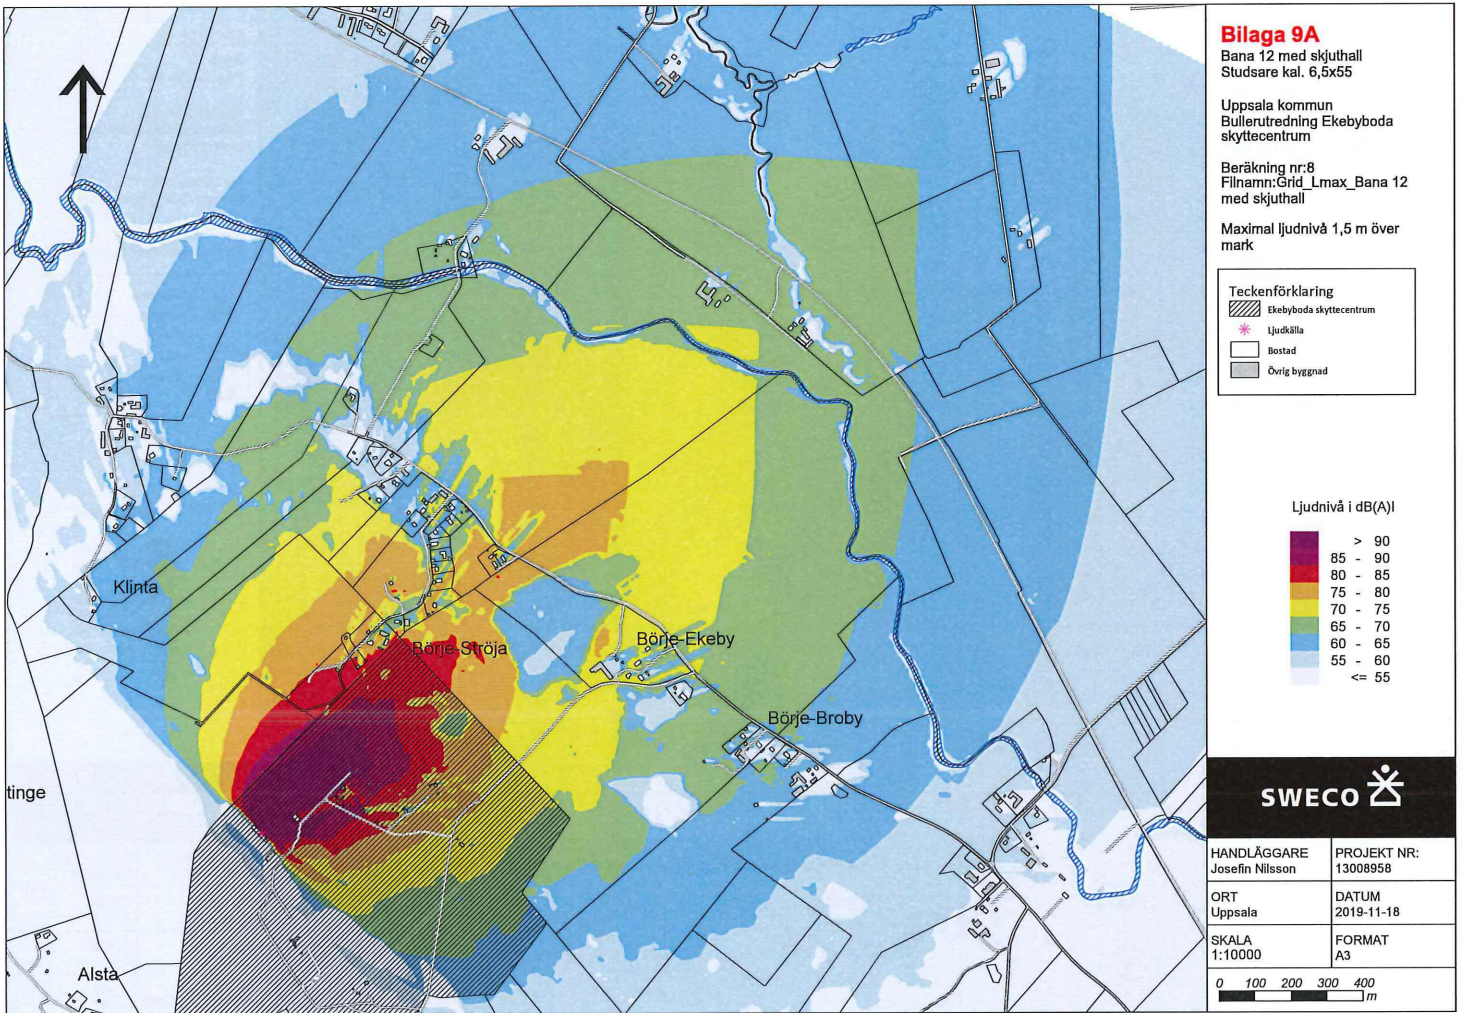 Bilaga 9A
Bana 12 med skjuthall
Studsare kal. 6,5x55
Uppsala kommun
Bullerutredning Ekebyboda
skyttecentrum
Beräkning nr:8
Filnamn:Grid_Lmax_Bana 12
med skjuthall
Maximal ljudnivå 1,5 m över
mark
Teckenförklaring
Ekebyboda skyttecentrum
Ljudkälla
Bostad
Övrig byggnad
Ljudnivå i dB(A)I
> 90
85 - 90
80 - 85
75 - 80
70 - 75
65 - 70
60 - 65
55 - 60
<= 55
Klinta
Börje-Ströja
Börje-Ekeby
Börje-Broby
tinge
Alsta
SWECO
HANDLÄGGARE
Josefin Nilsson
PROJEKT NR:
13008958
ORT
Uppsala
DATUM
2019-11-18
SKALA
1:10000
FORMAT
A3
0 100 200 300 400
m